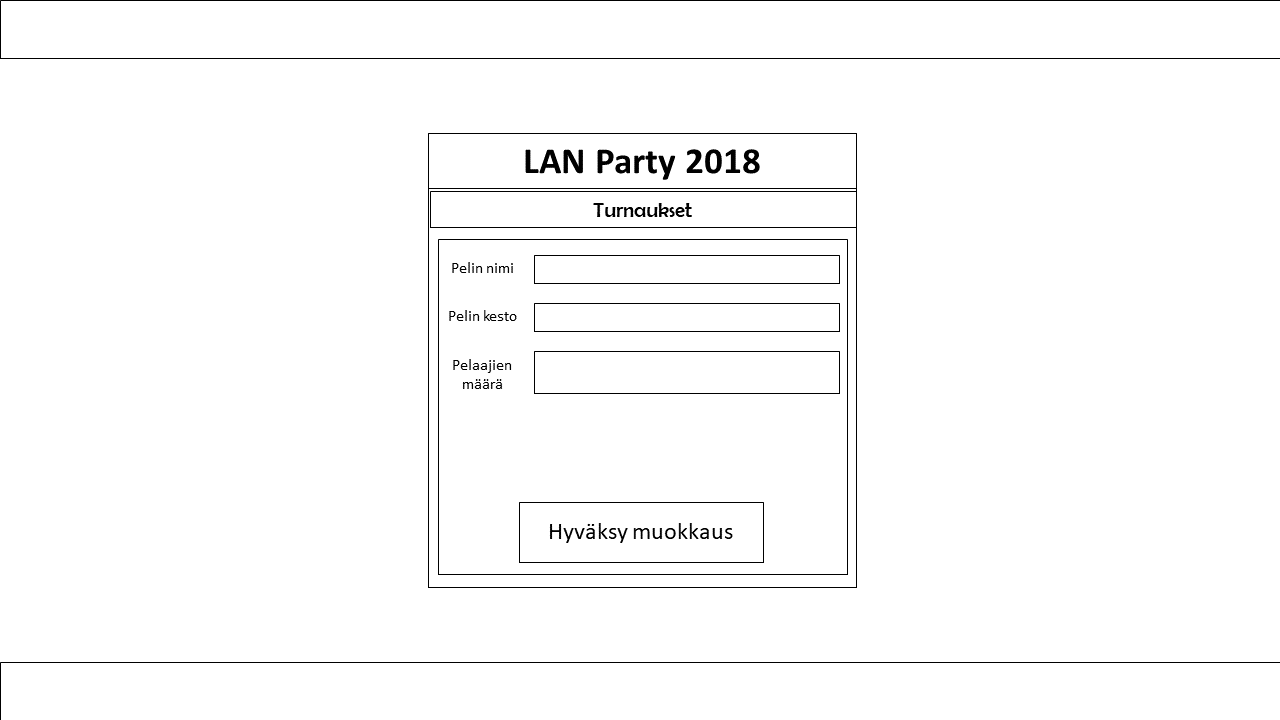 LAN Party 2018
Turnaukset
Pelin nimi
Pelin kesto
Pelaajien
määrä
Hyväksy muokkaus